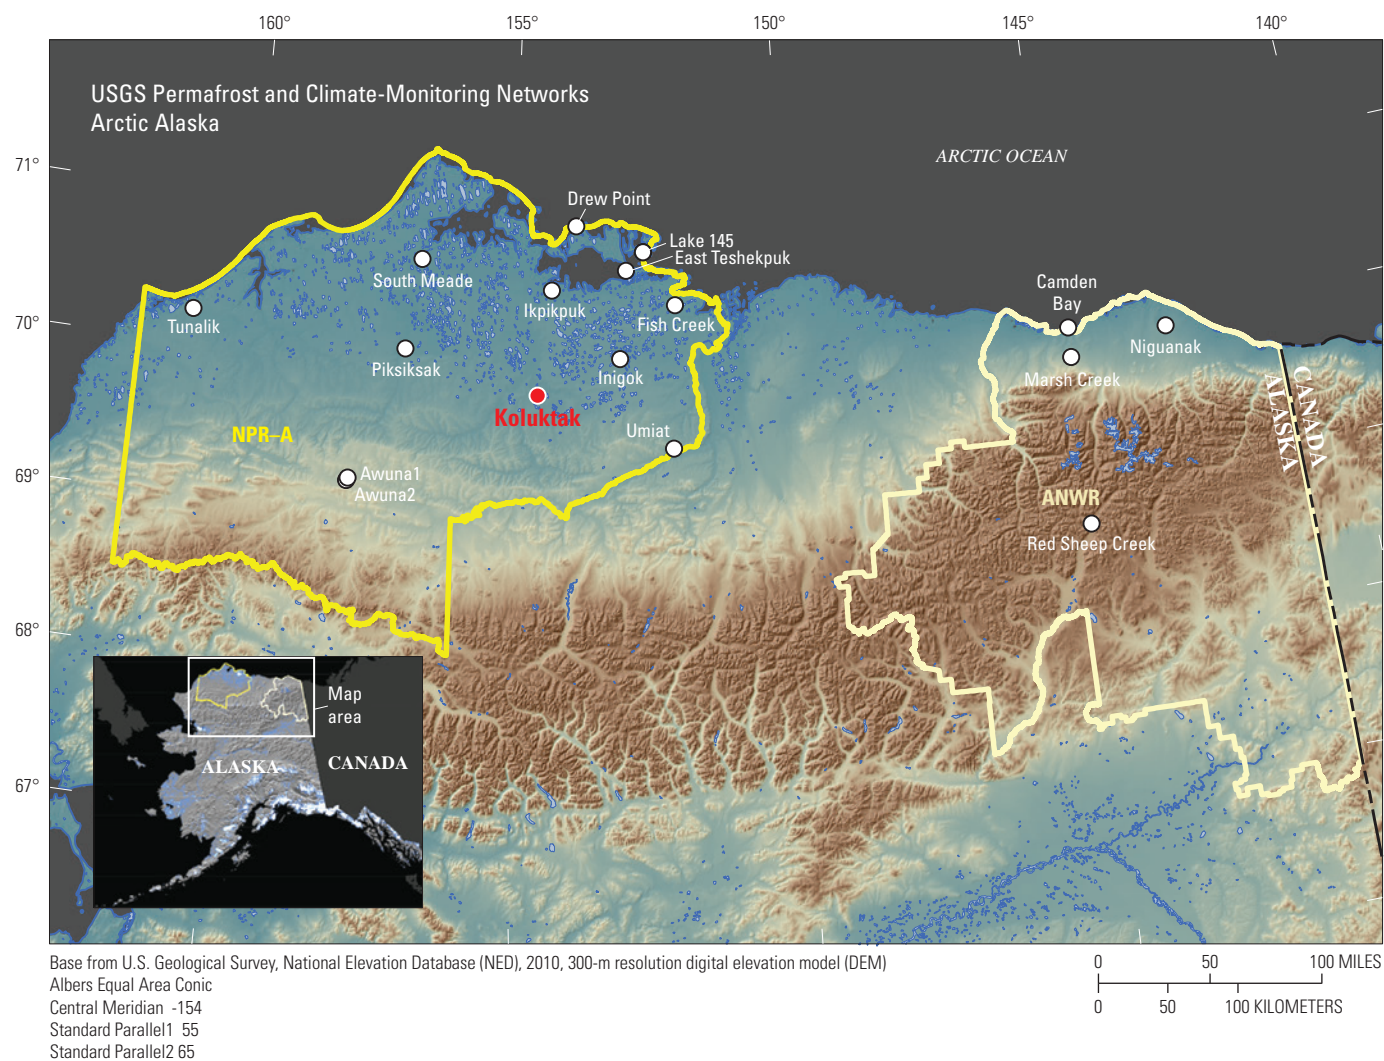 160°
155°
150°
145°
140°
USGS Permafrost and Climate-Monitoring Networks
Arctic Alaska
ARCTIC OCEAN
71°
70°
69°
68°
67°
Drew Point
Lake 145
East Teshekpuk
South Meade
Ikpikpuk
Fish Creek
Tunalik
Piksiksak
Inigok
Koluktak
NPR–A
Umiat
Awuna1
Awuna2
Camden
Bay
Niguanak
Marsh Creek
CANADA
ALASKA
ANWR
Red Sheep Creek
Map
area
ALASKA
CANADA
Base from U.S. Geological Survey, National Elevation Database (NED), 2010, 300-m resolution digital elevation model (DEM)
Albers Equal Area Conic
Central Meridian -154
Standard Parallel1 55
Standard Parallel2 65
0 50 100 MILES
0 50 100 KILOMETERS